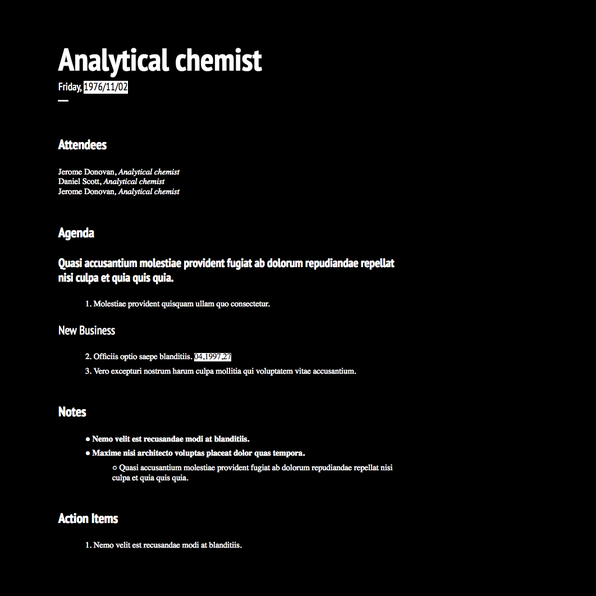 Analytical chemist
Friday, 1976/11/02
Attendees
Jerome Donovan, Analytical chemist
Daniel Scott, Analytical chemist
Jerome Donovan, Analytical chemist
Agenda
Quasi accusantium molestiae provident fugiat ab dolorum repudiandae repellat
nisi culpa et quia quis quia.
1. Molestiae provident quisquam ullam quo consectetur.
New Business
2. Officiis optio saepe blanditiis. 04.1997.27
3. Vero excepturi nostrum harum culpa mollitia qui voluptatem vitae accusantium.
Notes
● Nemo velit est recusandae modi at blanditiis.
● Maxime nisi architecto voluptas placeat dolor quas tempora.
○ Quasi accusantium molestiae provident fugiat ab dolorum repudiandae repellat nisi
culpa et quia quis quia.
Action Items
1. Nemo velit est recusandae modi at blanditiis.